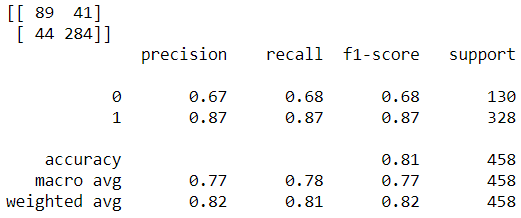 [[ 89  41]
 [ 44 284]]
              precision    recall  f1-score   support

           0       0.67      0.68      0.68       130
           1       0.87      0.87      0.87       328

    accuracy                           0.81       458
   macro avg       0.77      0.78      0.77       458
weighted avg       0.82      0.81      0.82       458